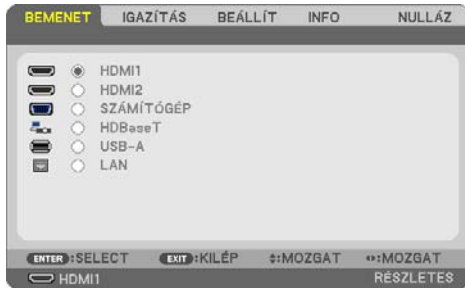 BEMENET IGAZÍTÁS BEÁLLÍT INFO NULLÁZ
HDMI1
HDMI2
SZÁMÍTÓGÉP
HDBaseT
USB-A
LAN
ENTER:SELECT EXIT:KILÉP :MOZGAT :MOZGAT
HDMI1 RÉSZLETES